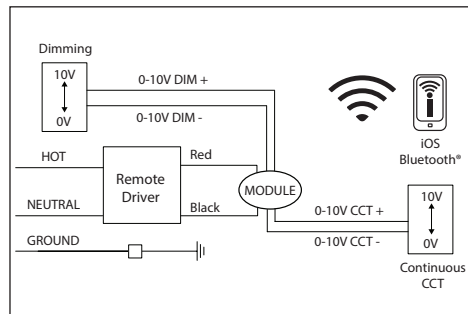 Dimming
10V
0V
0-10V DIM +
0-10V DIM -
iOS
Bluetooth®
HOT
NEUTRAL
GROUND
Remote
Driver
Red
Black
MODULE
0-10V CCT +
0-10V CCT -
10V
0V
Continuous
CCT